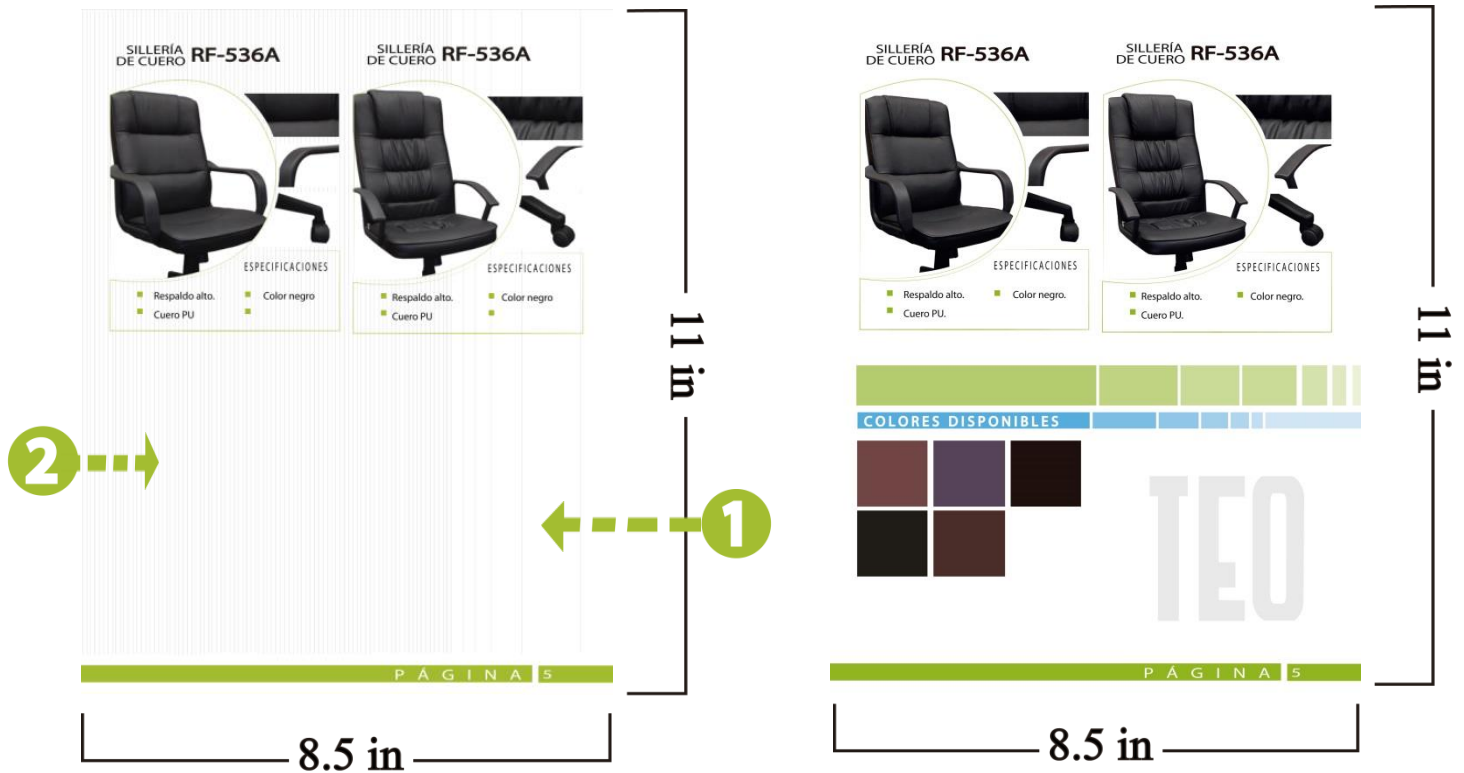 SILLERÍA
DE CUERO RF-536A
SILLERÍA
DE CUERO RF-536A
ESPECIFICACIONES
Respaldo alto.
Color negro
Cuero PU
ESPECIFICACIONES
Respaldo alto.
Color negro
Cuero PU
2
1
PÁGINA 5
8.5 in
11 in
SILLERÍA
DE CUERO RF-536A
SILLERÍA
DE CUERO RF-536A
ESPECIFICACIONES
Respaldo alto.
Color negro.
Cuero PU.
ESPECIFICACIONES
Respaldo alto.
Color negro.
Cuero PU.
COLORES DISPONIBLES
TEO
PÁGINA 5
8.5 in
11 in